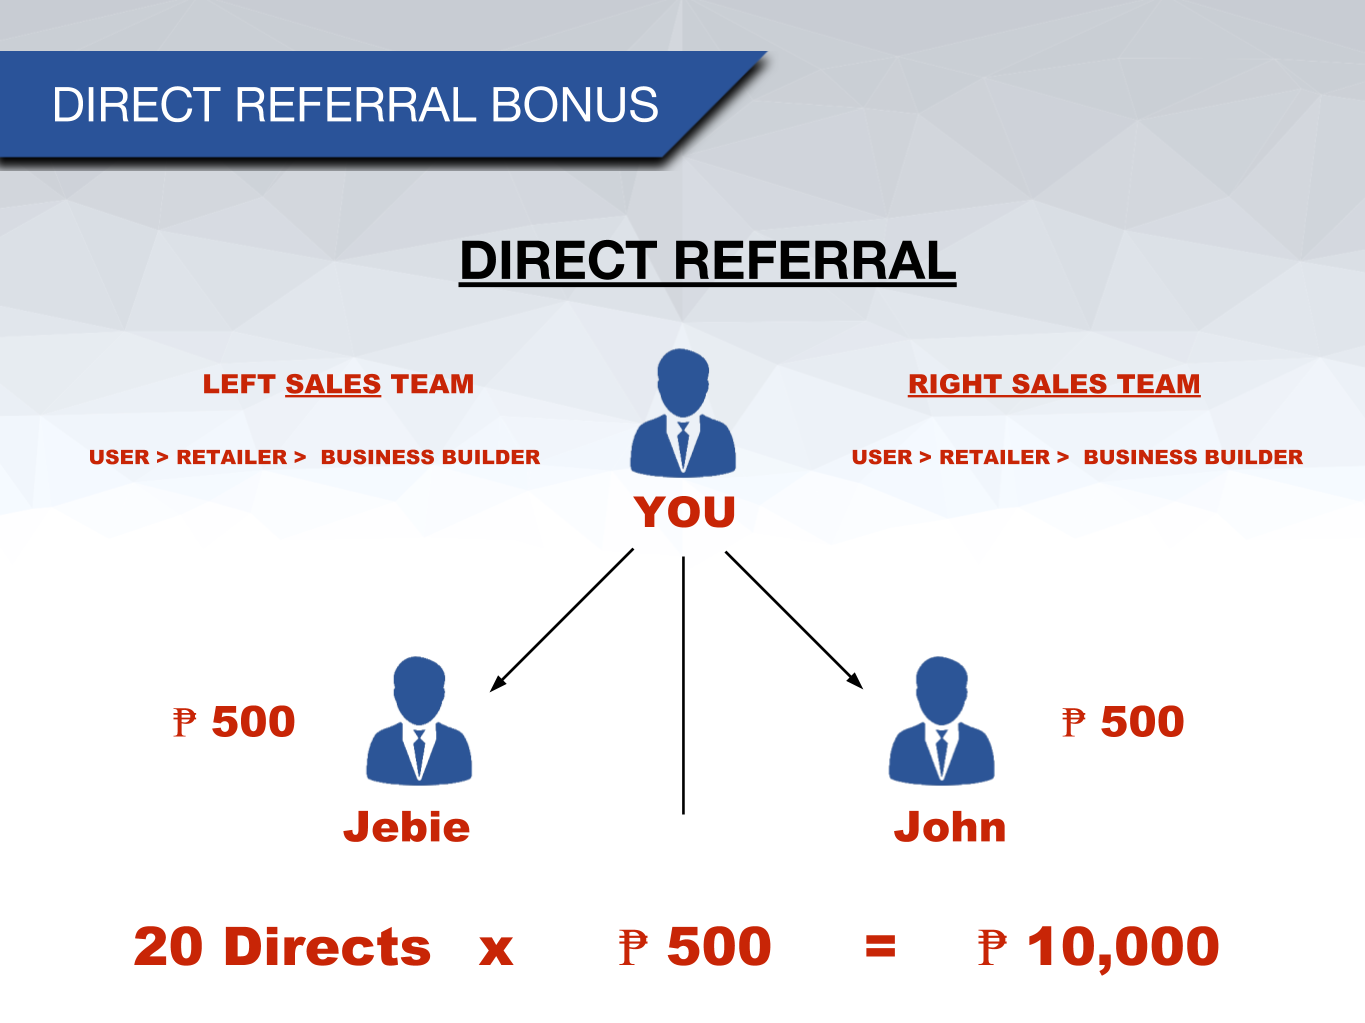 DIRECT REFERRAL BONUS
DIRECT REFERRAL
LEFT SALES TEAM
RIGHT SALES TEAM
USER > RETAILER > BUSINESS BUILDER
USER > RETAILER > BUSINESS BUILDER
YOU
₱ 500
₱ 500
Jebie
John
20 Directs x ₱ 500 = ₱ 10,000